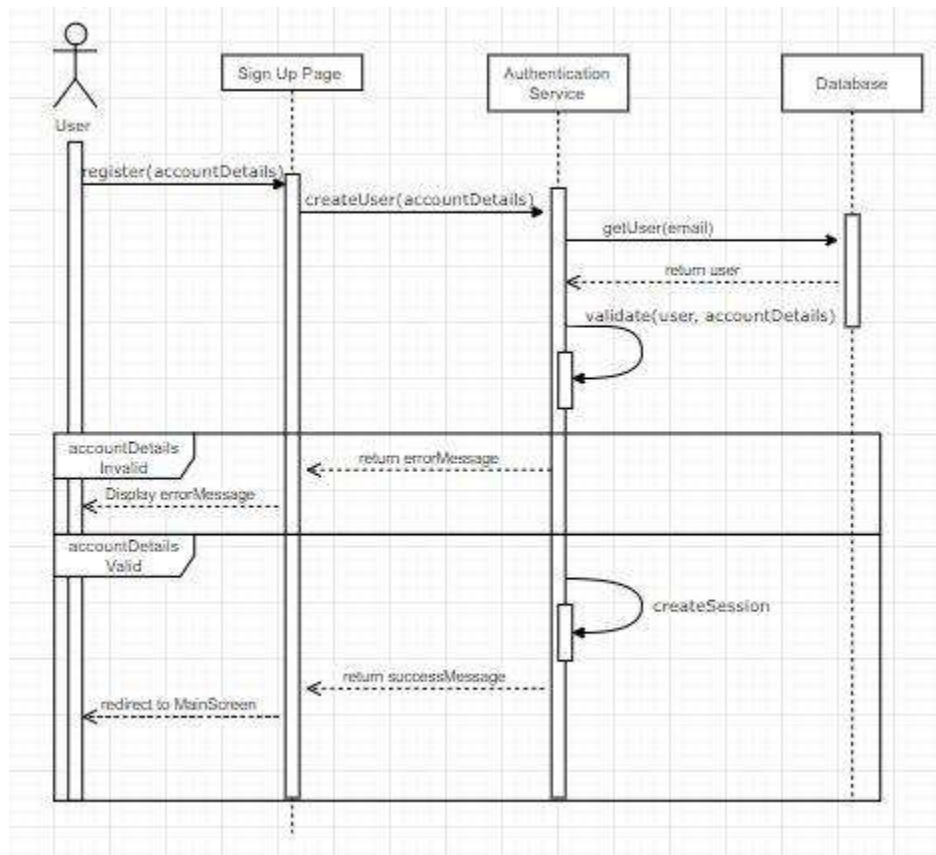 Sign Up Page
Authentication
Service
Database
User
register(accountDetails)
createUser(accountDetails)
getUser(email)
return user
validate(user, accountDetails)
accountDetails
Invalid
return errorMessage
Display errorMessage
accountDetails
Valid
createSession
return successMessage
redirect to MainScreen